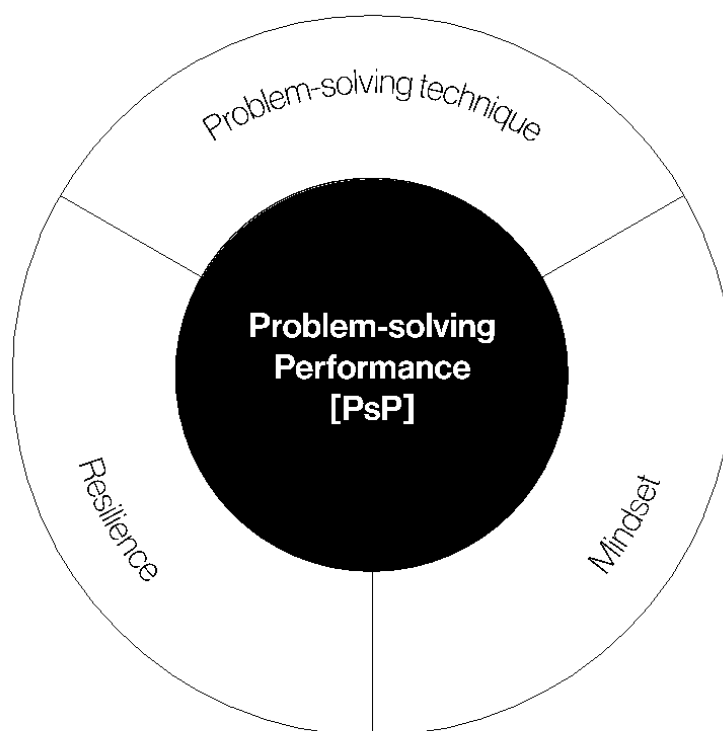 Problem-solving technique
Problem-solving
Performance
[PsP]
Resilience
Mindset